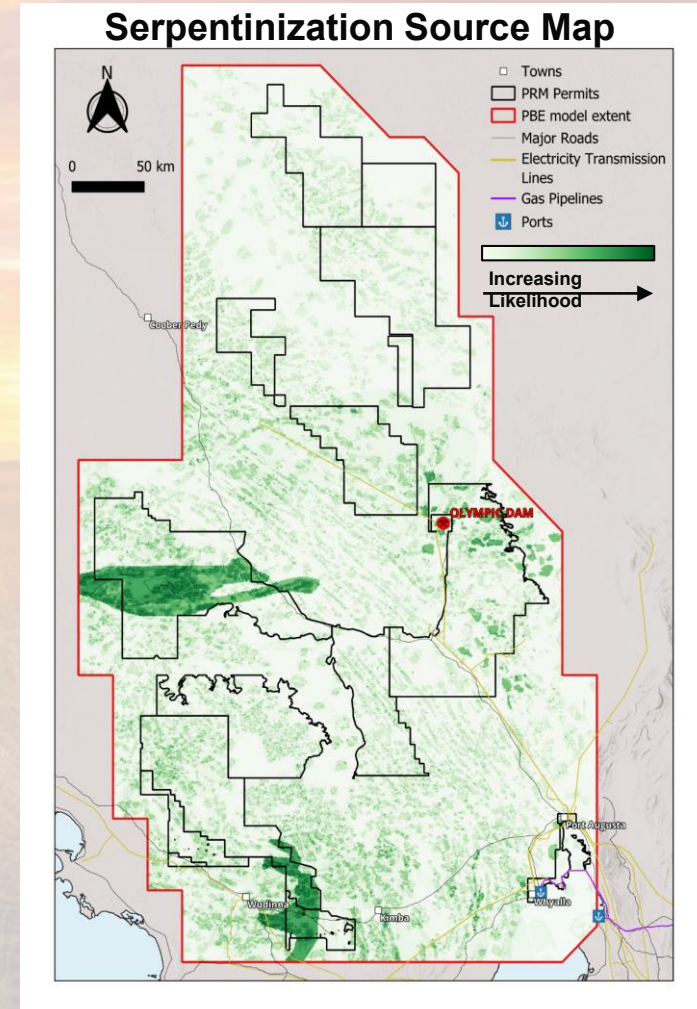 Serpentinization Source Map
N
0 50 km
Towns
PRM Permits
PBE model extent
Major Roads
Electricity Transmission
Lines
Gas Pipelines
Ports
Increasing
Likelihood
Coober Pedy
OLYMPIC DAM
Port Augusta
Whyalla
Wudinna
Kimba